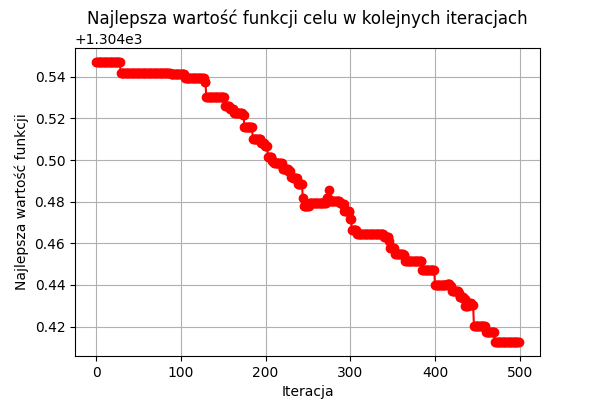 Najlepsza wartość funkcji celu w kolejnych iteracjach
+1.304e3
0.54
0.52
0.50
0.48
0.46
0.44
0.42
Najlepsza wartość funkcji
0 100 200 300 400 500
Iteracja